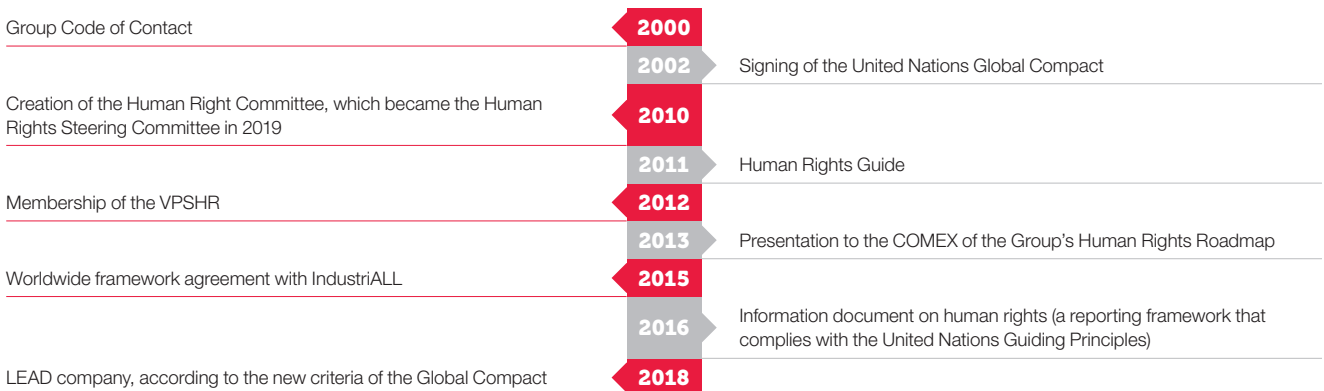 Group Code of Contact
2000
2002
Signing of the United Nations Global Compact
Creation of the Human Right Committee, which became the Human
Rights Steering Committee in 2019
2010
2011
Human Rights Guide
Membership of the VPSHR
2012
2013
Presentation to the COMEX of the Group's Human Rights Roadmap
Worldwide framework agreement with IndustriALL
2015
2016
Information document on human rights (a reporting framework that
complies with the United Nations Guiding Principles)
LEAD company, according to the new criteria of the Global Compact
2018